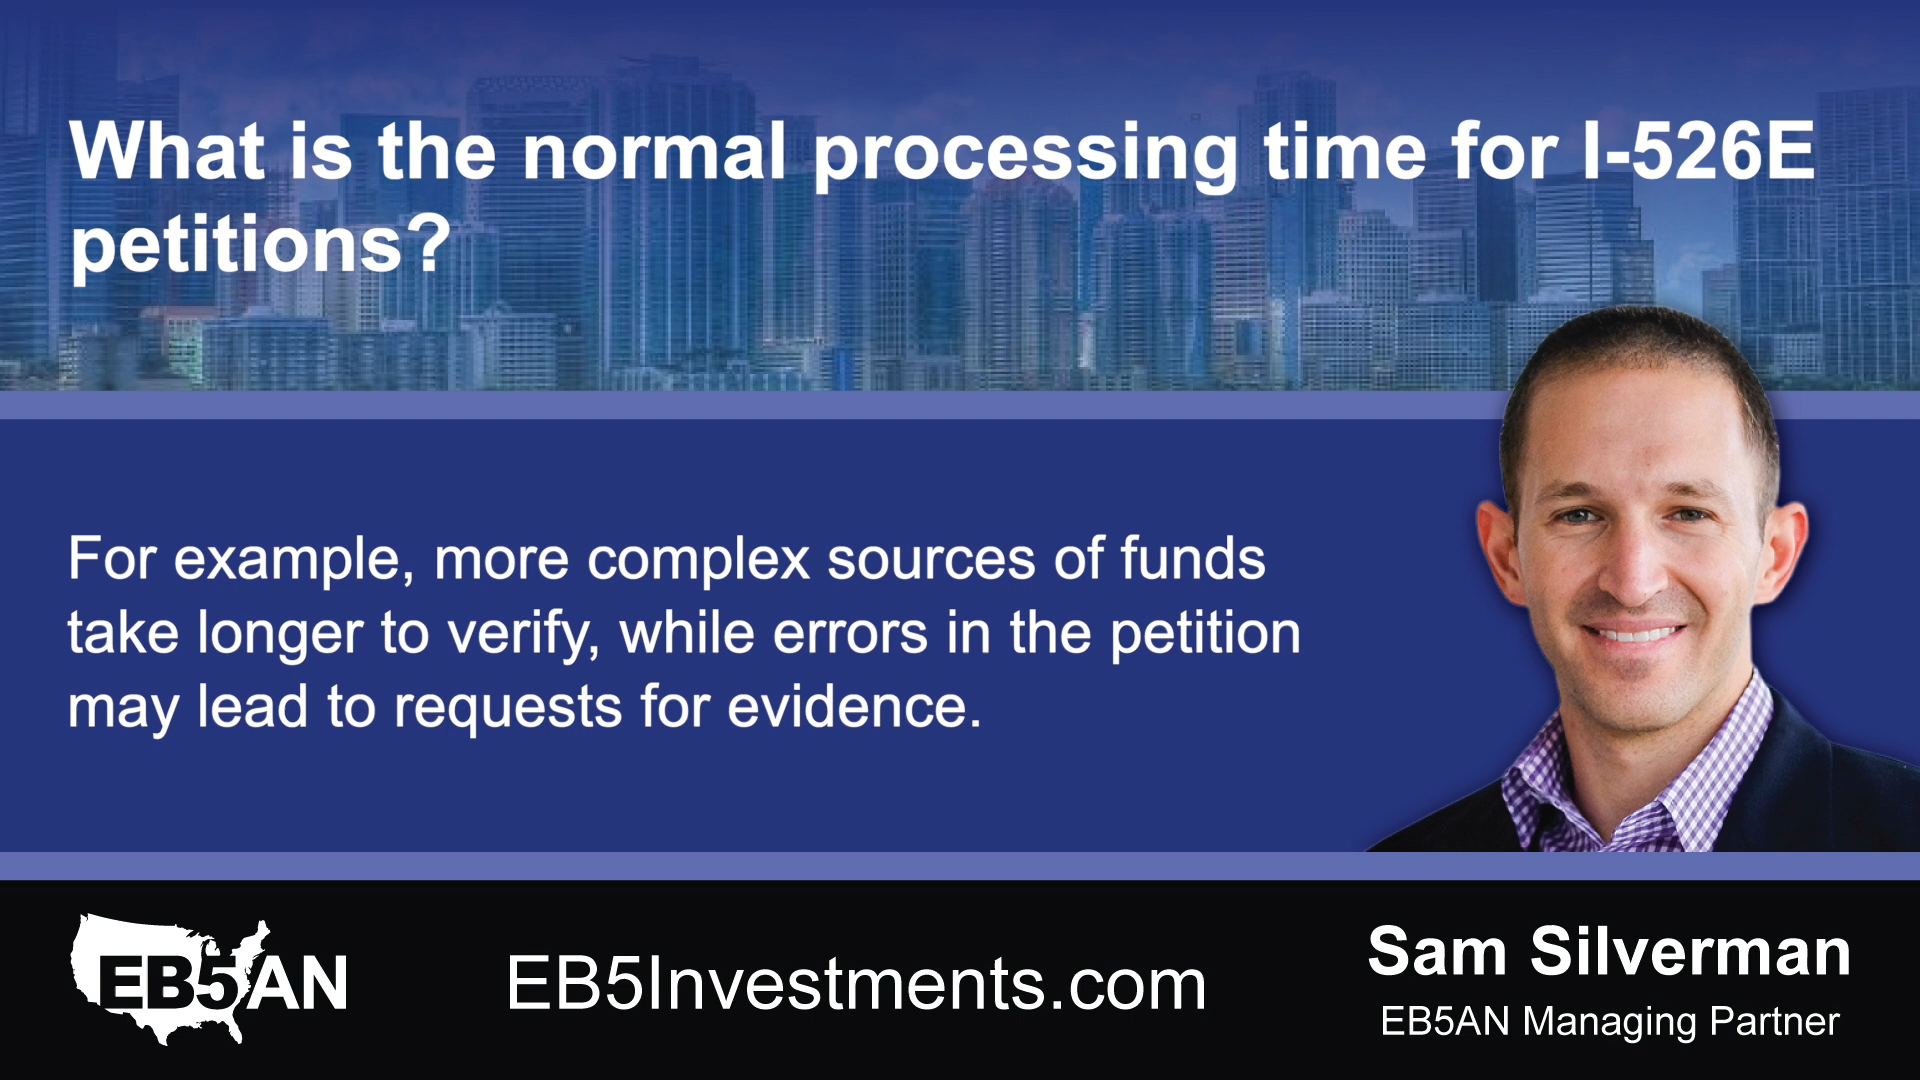 What is the normal processing time for I-526E
petitions?
For example, more complex sources of funds
take longer to verify, while errors in the petition
may lead to requests for evidence.
EB5AN
EB5Investments.com
Sam Silverman
EB5AN Managing Partner